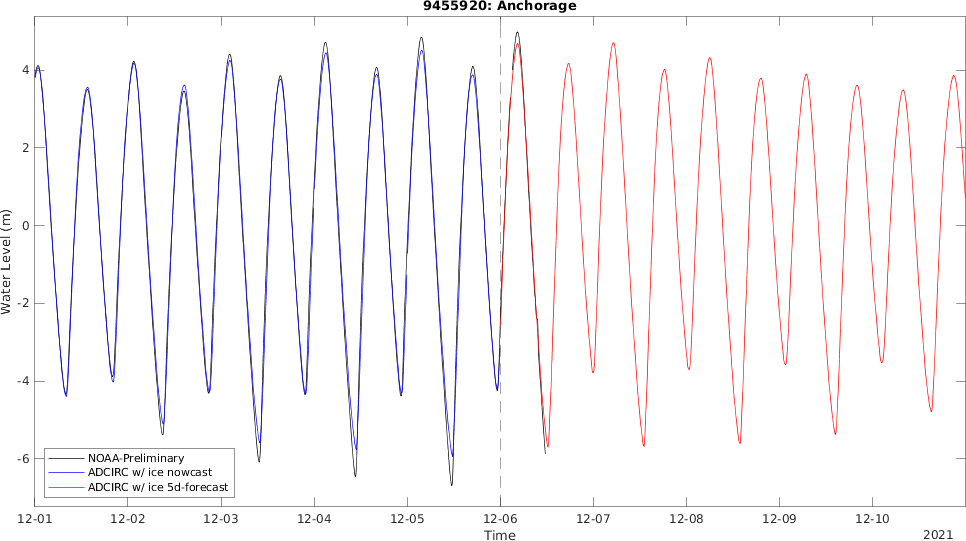 9455920: Anchorage
4
2
0
-2
-4
-6
Water Level (m)
NOAA-Preliminary
ADCIRC w/ ice nowcast
ADCIRC w/ ice 5d-forecast
12-01 12-02 12-03 12-04 12-05 12-06 12-07 12-08 12-09 12-10
Time
2021